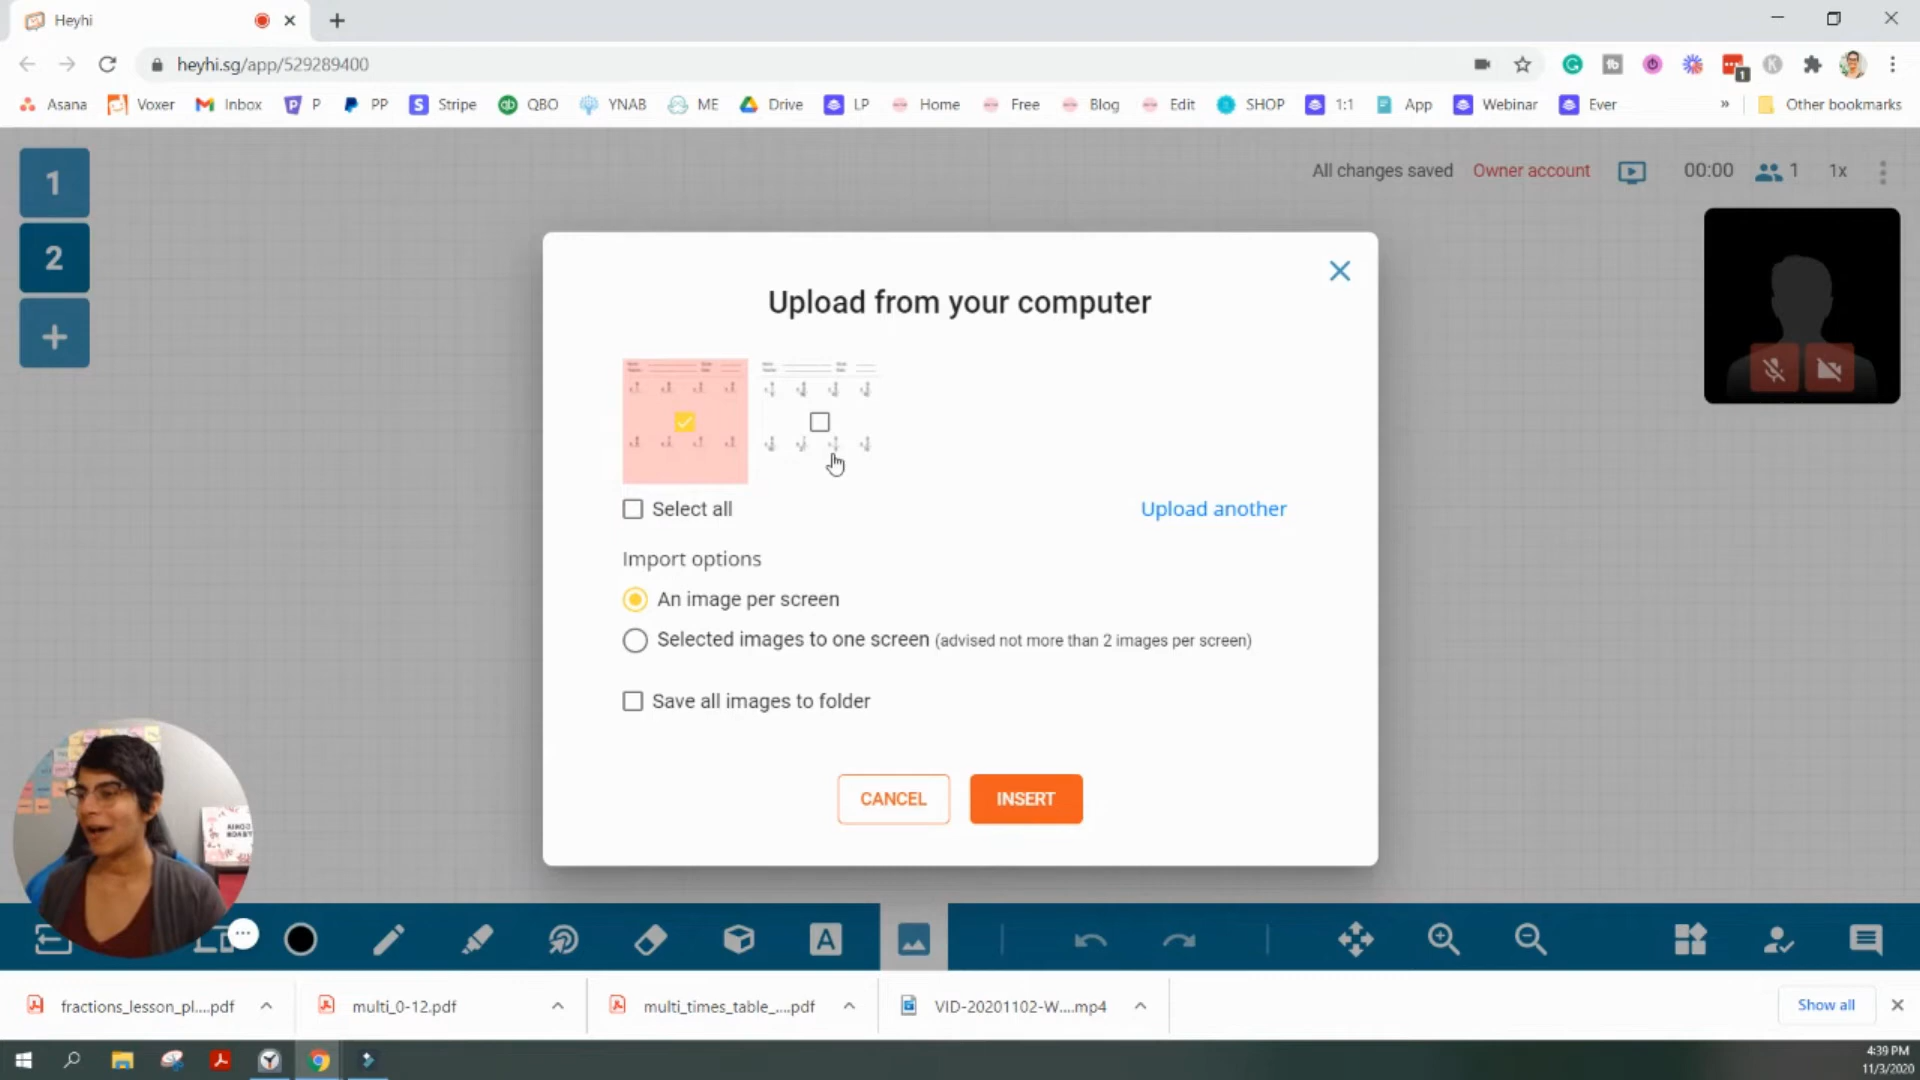 Heyhi
heyhi.sg/app/529289400
Asana Voxer Inbox P PP Stripe QBO YNAB ME Drive LP Home Free Blog Edit SHOP 1:1 App Webinar Ever » Other bookmarks
1
2
All changes saved Owner account 00:00 1 1x
Upload from your computer
Select all Upload another
Import options
An image per screen
Selected images to one screen (advised not more than 2 images per screen)
Save all images to folder
CANCEL INSERT
A
fractions_lesson_pl....pdf multi_0-12.pdf multi_times_table_....pdf VID-20201102-W....mp4 Show all
4:39 PM
11/3/2020